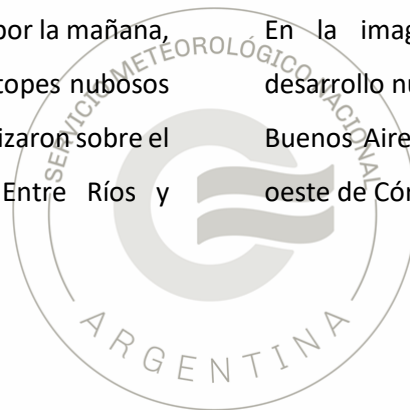 por la mañana,
topes nubosos
izaron sobre el
Entre Ríos y
En la imag
desarrollo nu
Buenos Aire
oeste de Cór
SERVICIO METEOROLÓGICO NACIONAL
ARGENTINA